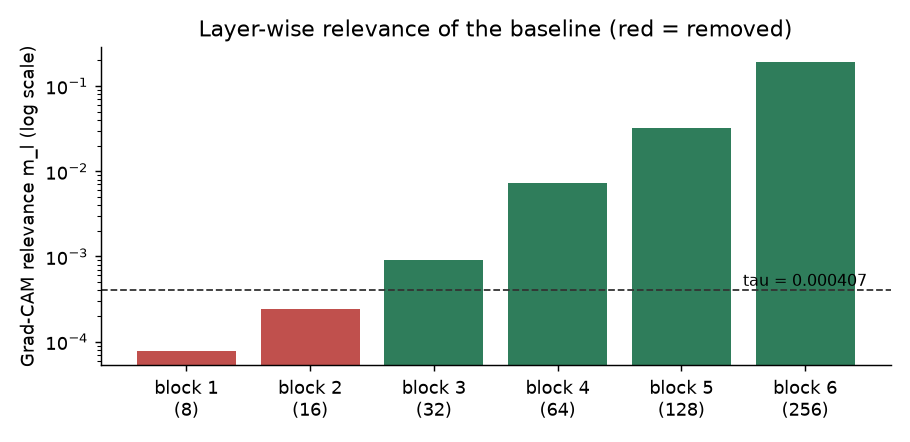 Layer-wise relevance of the baseline (red = removed)
Grad-CAM relevance m_l (log scale)
10⁻¹
10⁻²
10⁻³
10⁻⁴
tau = 0.000407
block 1
(8)
block 2
(16)
block 3
(32)
block 4
(64)
block 5
(128)
block 6
(256)